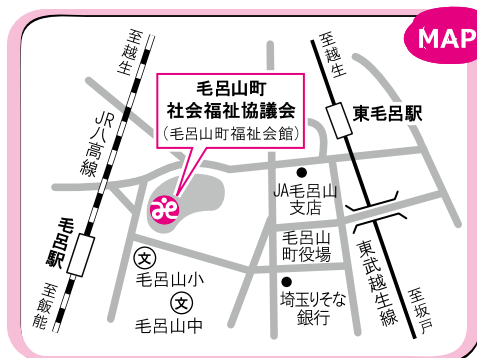 MAP
至越生
至越生
毛呂山町
社会福祉協議会
（毛呂山町福祉会館）
東毛呂駅
JR八高線
JA毛呂山
支店
毛呂駅
毛呂山
町役場
文
毛呂山小
東武越生線
至飯能
文
毛呂山中
埼玉りそな
銀行
至坂戸